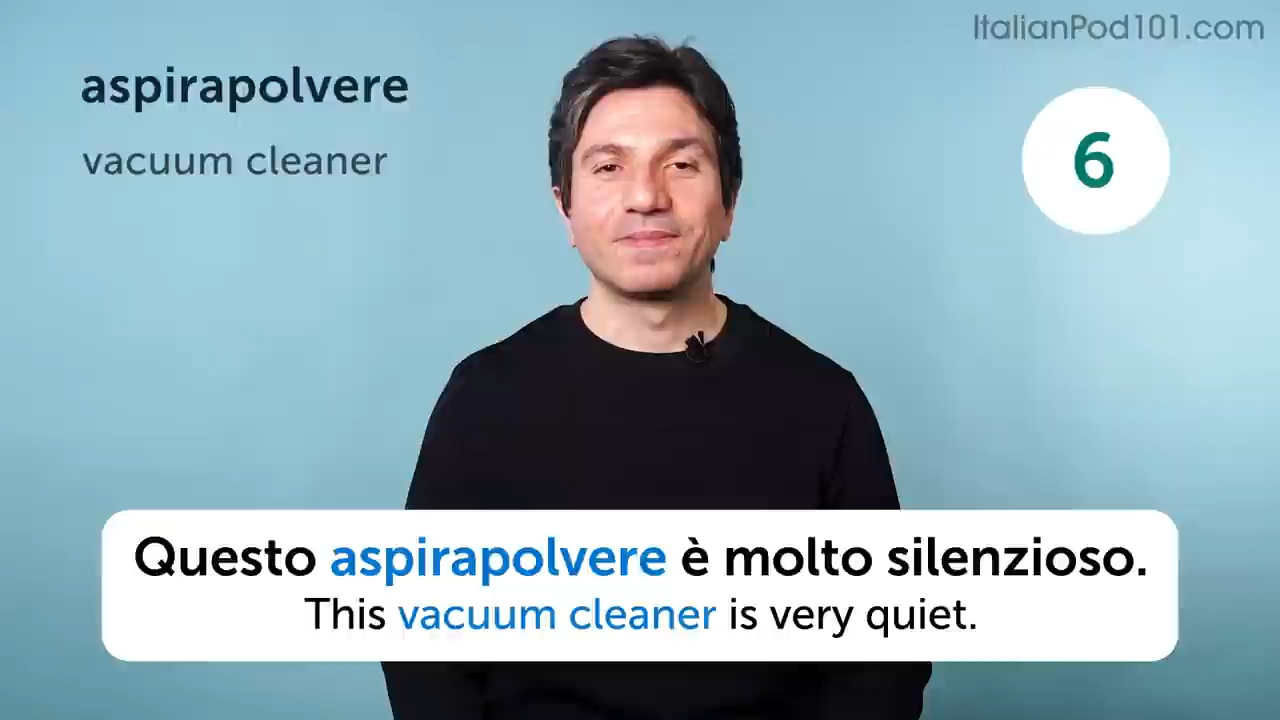 ItalianPod101.com
aspirapolvere
vacuum cleaner
6
Questo aspirapolvere è molto silenzioso.
This vacuum cleaner is very quiet.